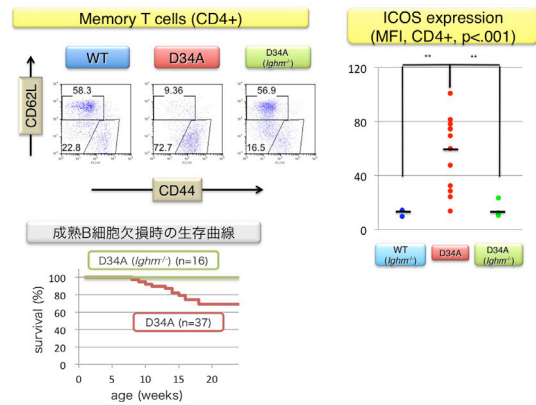 Memory T cells (CD4+)
WT
D34A
D34A
(Ighm-/-)
CD62L
58.3
22.8
9.36
72.7
56.9
16.5
CD44
成熟B細胞欠損時の生存曲線
D34A (Ighm-/-) (n=16)
D34A (n=37)
survival (%)
100
80
60
40
20
0
0
5
10
15
20
age (weeks)
ICOS expression
(MFI, CD4+, p<.001)
**
**
120
80
40
0
WT
(Ighm-/-)
D34A
D34A
(Ighm-/-)